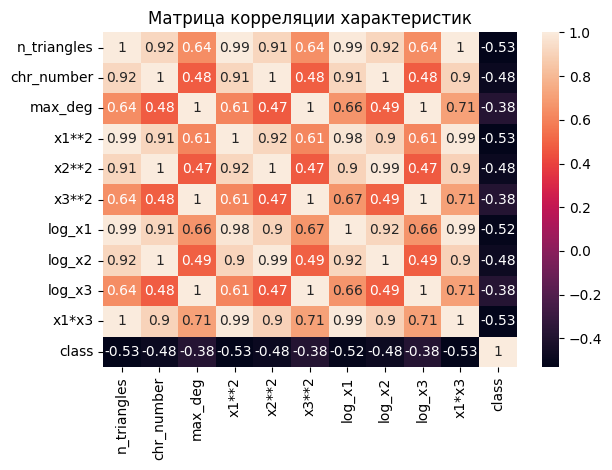 Матрица корреляции характеристик
n_triangles 1 0.92 0.64 0.99 0.91 0.64 0.99 0.92 0.64 1 -0.53
chr_number 0.92 1 0.48 0.91 1 0.48 0.91 1 0.48 0.9 -0.48
max_deg 0.64 0.48 1 0.61 0.47 1 0.66 0.49 1 0.71 -0.38
x1**2 0.99 0.91 0.61 1 0.92 0.61 0.98 0.9 0.61 0.99 -0.53
x2**2 0.91 1 0.47 0.92 1 0.47 0.9 0.99 0.47 0.9 -0.48
x3**2 0.64 0.48 1 0.61 0.47 1 0.67 0.49 1 0.71 -0.38
log_x1 0.99 0.91 0.66 0.98 0.9 0.67 1 0.92 0.66 0.99 -0.52
log_x2 0.92 1 0.49 0.9 0.99 0.49 0.92 1 0.49 0.9 -0.48
log_x3 0.64 0.48 1 0.61 0.47 1 0.66 0.49 1 0.71 -0.38
x1*x3 1 0.9 0.71 0.99 0.9 0.71 0.99 0.9 0.71 1 -0.53
class -0.53 -0.48 -0.38 -0.53 -0.48 -0.38 -0.52 -0.48 -0.38 -0.53 1
n_triangles chr_number max_deg x1**2 x2**2 x3**2 log_x1 log_x2 log_x3 x1*x3 class
1.0
0.8
0.6
0.4
0.2
0.0
−0.2
−0.4